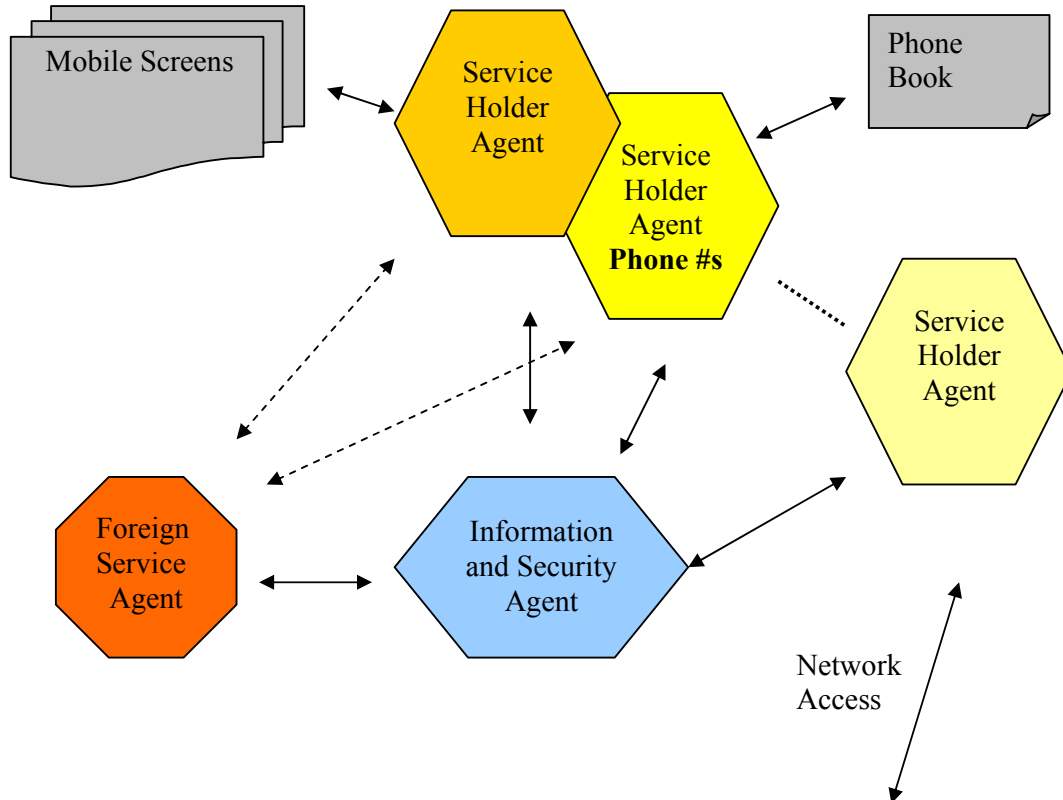 Mobile Screens
Service
Holder
Agent
Phone
Book
Service
Holder
Agent
Phone #s
Service
Holder
Agent
Foreign
Service
Agent
Information
and Security
Agent
Network
Access